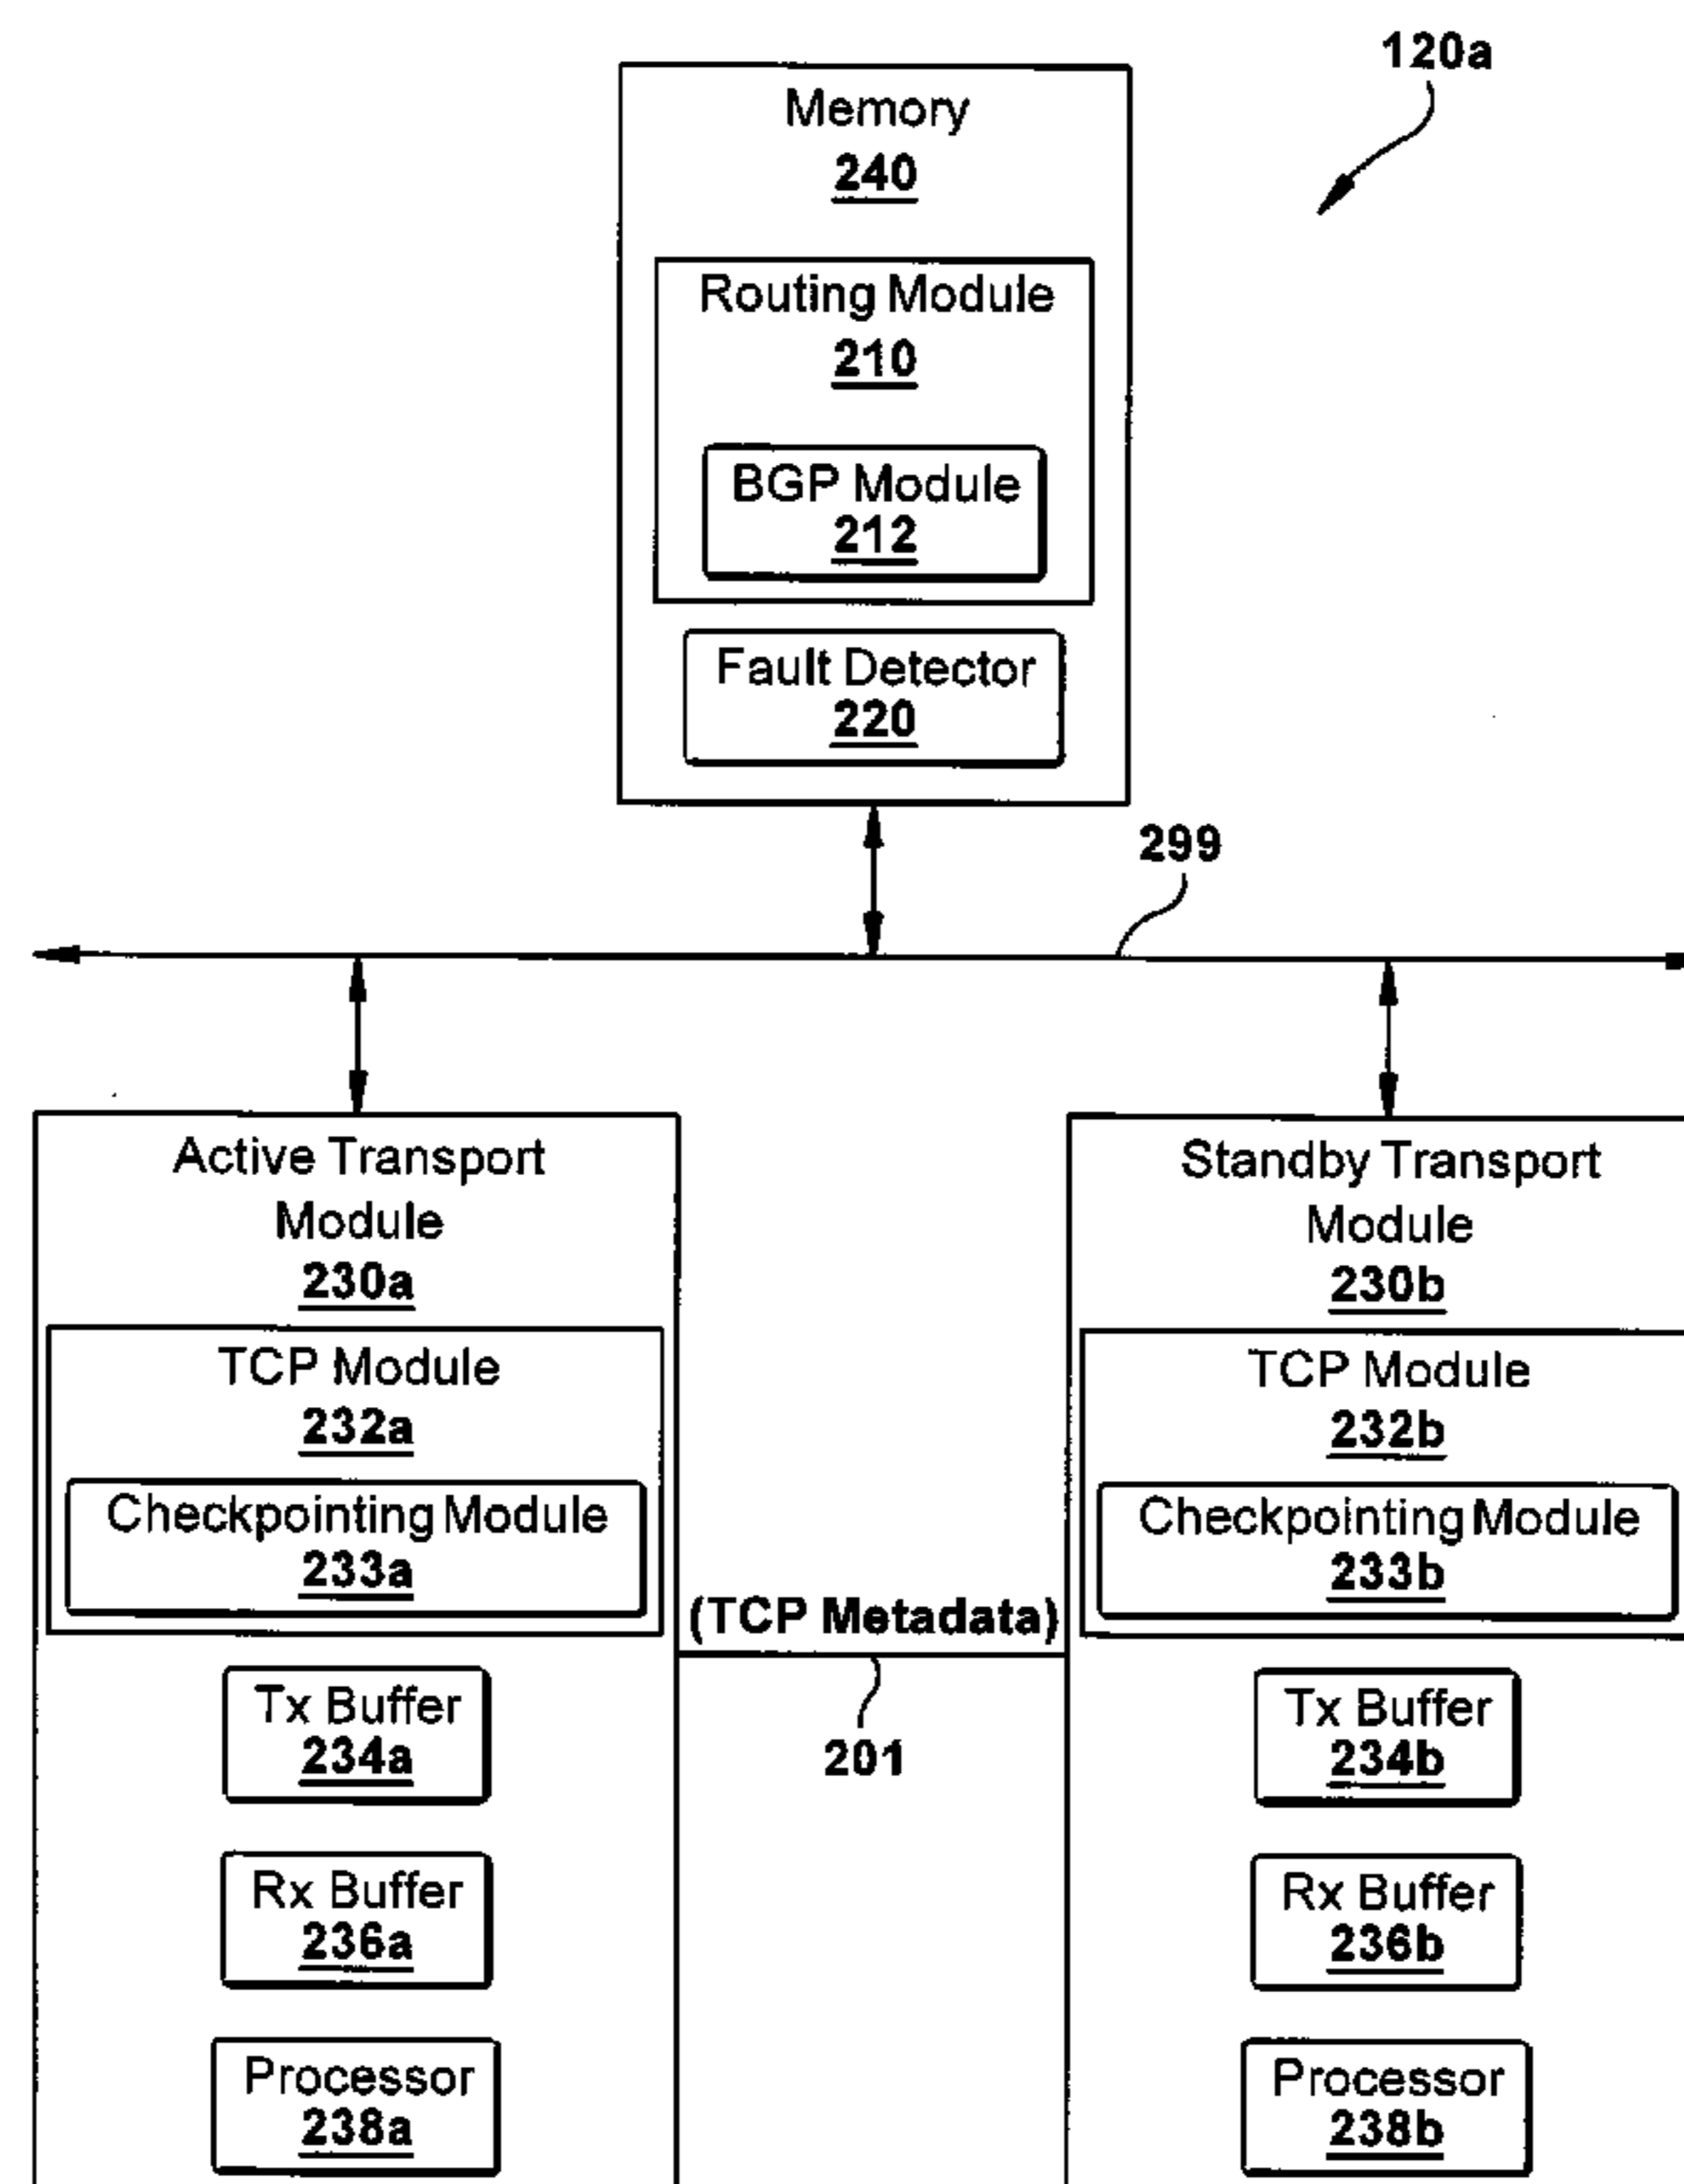 120a
Memory
240
Routing Module
210
BGP Module
212
Fault Detector
220
299
Active Transport
Module
230a
TCP Module
232a
Checkpointing Module
233a
Tx Buffer
234a
Rx Buffer
236a
Processor
238a
(TCP Metadata)
201
Standby Transport
Module
230b
TCP Module
232b
Checkpointing Module
233b
Tx Buffer
234b
Rx Buffer
236b
Processor
238b